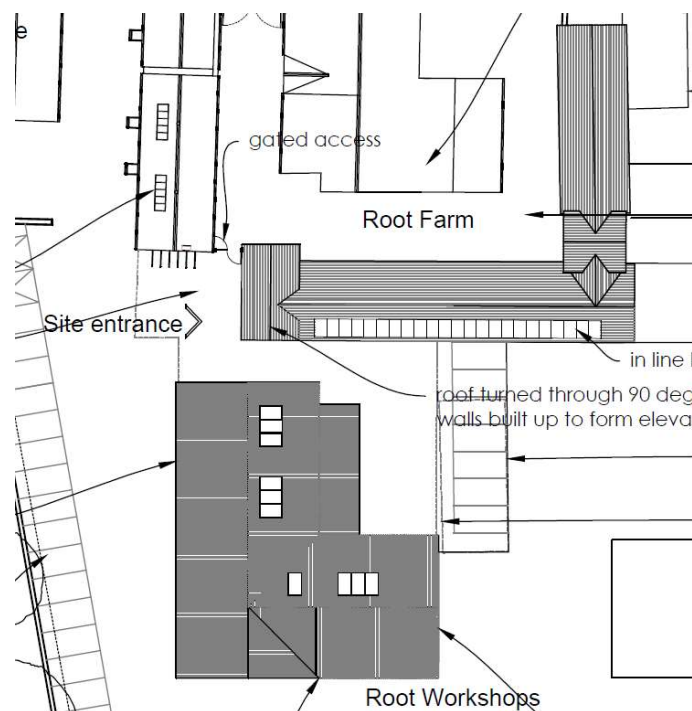 e
gated access
Root Farm
Site entrance
in line
roof turned through 90 deg
walls built up to form eleva
Root Workshops